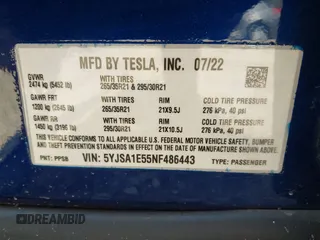 MFD BY TESLA, INC. 07/22
GVWR
2474 kg (5452 lb)
WITH TIRES
265/35R21 & 295/30R21
GAWR FRT
1200 kg (2645 lb)
WITH TIRES
265/35R21
RIM
21X9.5J
COLD TIRE PRESSURE
276 kPa, 40 psi
GAWR RR
1450 kg (3196 lb)
WITH TIRES
295/30R21
RIM
21X10.5J
COLD TIRE PRESSURE
276 kPa, 40 psi
THIS VEHICLE CONFORMS TO ALL APPLICABLE U.S. FEDERAL MOTOR VEHICLE
SAFETY, BUMPER, AND THEFT PREVENTION STANDARDS IN
EFFECT ON THE DATE OF MANUFACTURE SHOWN ABOVE.
PNT: PPSB
VIN: 5YJSA1E55NF486443
TYPE: PASSENGER
DREAMBID